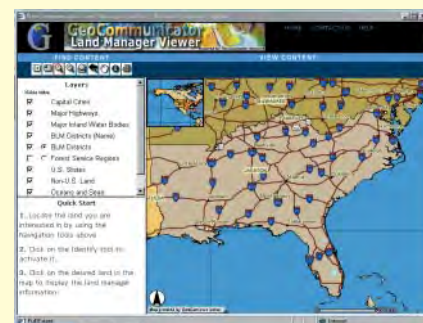 GeoCommunicator
Land Manager Viewer
HOME
HELP
FIND CONTENT
VIEW CONTENT
Layers
Capital Cities
Major Highways
Major Inland Water Bodies
BLM Districts (Name)
BLM Districts
Forest Service Regions
U.S. States
Non-U.S. Land
Oceans and Seas
Quick Start
1. Locate the land you are
interested in by using the
Navigation tools above.
2. Click on the Identify tool to
activate it.
3. Click on the desired land in the
map to display the land manager
information.
JACKSON
Internet